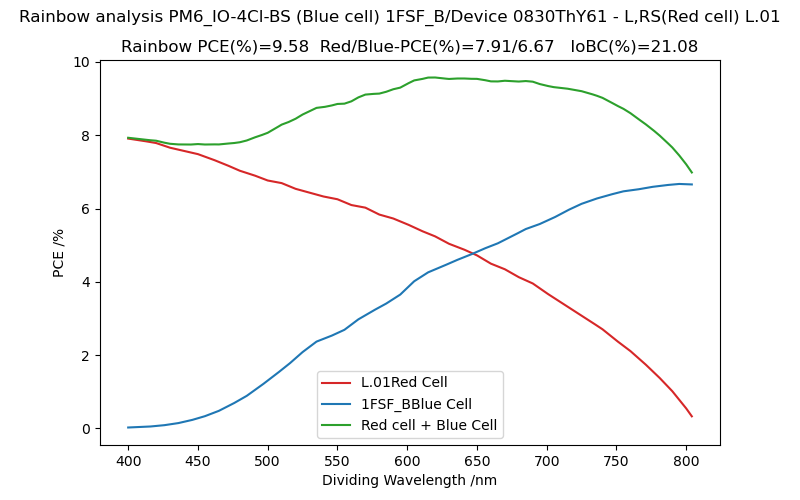 Rainbow analysis PM6_IO-4Cl-BS (Blue cell) 1FSF_B/Device 0830ThY61 - L,RS(Red cell) L.01
Rainbow PCE(%)=9.58  Red/Blue-PCE(%)=7.91/6.67   IoBC(%)=21.08
PCE /%
10
8
6
4
2
0
L.01Red Cell
1FSF_BBlue Cell
Red cell + Blue Cell
400 450 500 550 600 650 700 750 800
Dividing Wavelength /nm